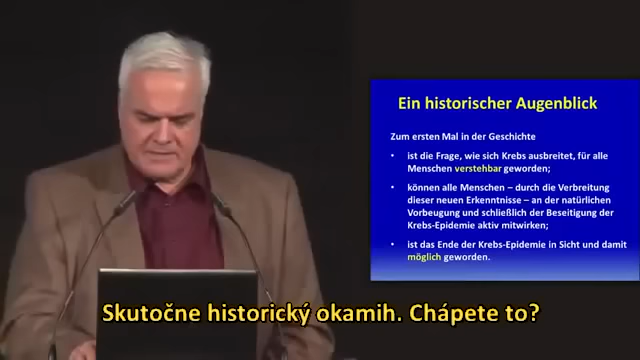 Ein historischer Augenblick
Zum ersten Mal in der Geschichte
• ist die Frage, wie sich Krebs ausbreitet, für alle
Menschen verstehbar geworden;
• können alle Menschen – durch die Verbreitung
dieser neuen Erkenntnisse – an der natürlichen
Vorbeugung und schließlich der Beseitigung der
Krebs-Epidemie aktiv mitwirken;
• ist das Ende der Krebs-Epidemie in Sicht und damit
möglich geworden.
Skutočne historický okamih. Chápete to?